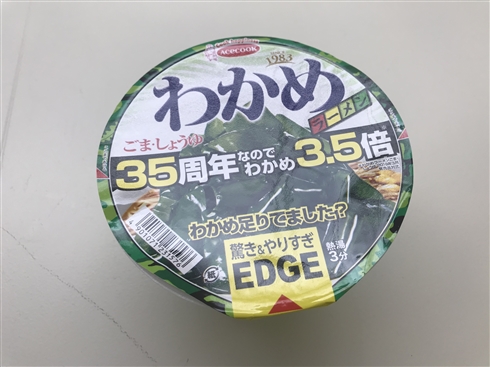 ACECOOK
1983
わかめ
ラーメン
ごま・しょうゆ
35周年なのでわかめ3.5倍
わかめ足りてました?
驚き&やりすぎ
EDGE
熱湯
3分
紙